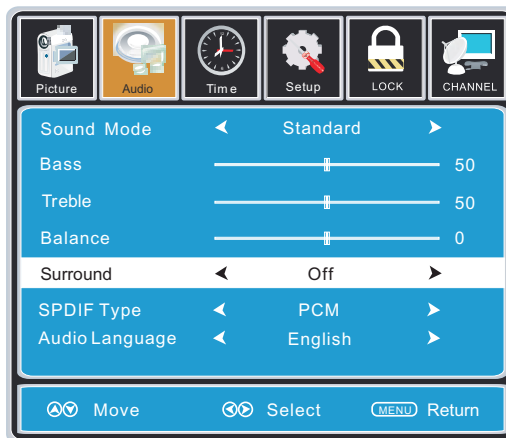 Picture Audio Time Setup LOCK CHANNEL
Sound Mode Standard
Bass 50
Treble 50
Balance 0
Surround Off
SPDIF Type PCM
Audio Language English
Move Select MENU Return